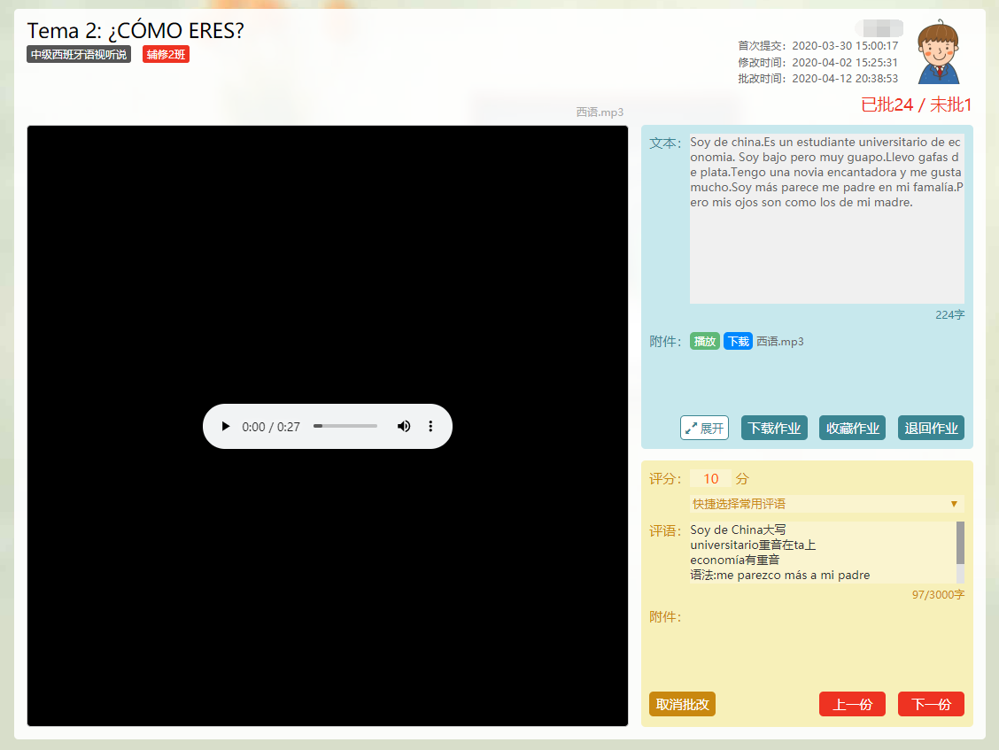 Tema 2: ¿CÓMO ERES?
中级西班牙语视听说 辅修2班
首次提交：2020-03-30 15:00:17
修改时间：2020-04-02 15:25:31
批改时间：2020-04-12 20:38:53
已批24 / 未批1
西语.mp3
0:00 / 0:27
文本：
Soy de china.Es un estudiante universitario de ec
onomia. Soy bajo pero muy guapo.Llevo gafas d
e plata.Tengo una novia encantadora y me gusta
mucho.Soy más parece me padre en mi famalía.P
ero mis ojos son como los de mi madre.
224字
附件： 播放 下载 西语.mp3
展开 下载作业 收藏作业 退回作业
评分： 10 分
快捷选择常用评语
评语：
Soy de China大写
universitario重音在ta上
economía有重音
语法:me parezco más a mi padre
97/3000字
附件：
取消批改 上一份 下一份